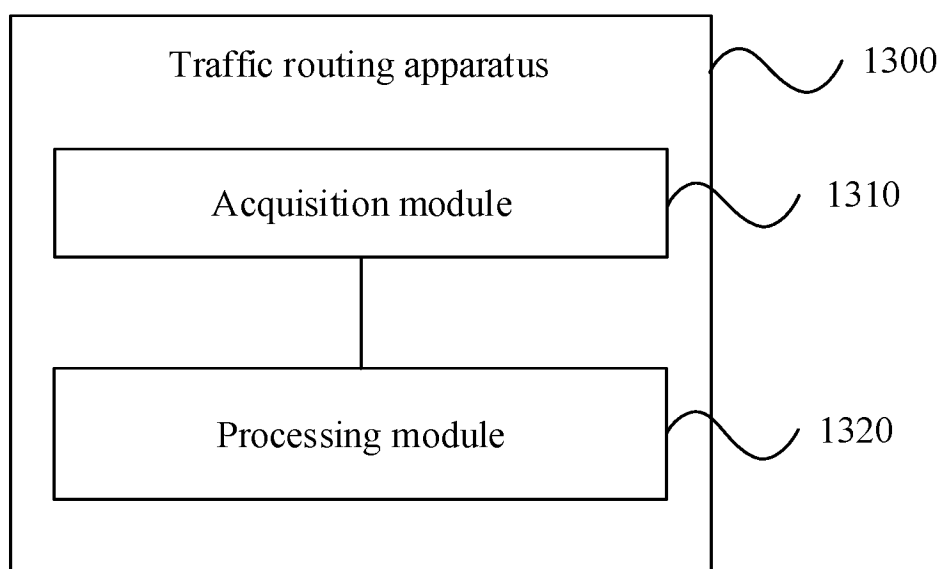 Traffic routing apparatus
1300
Acquisition module
1310
Processing module
1320